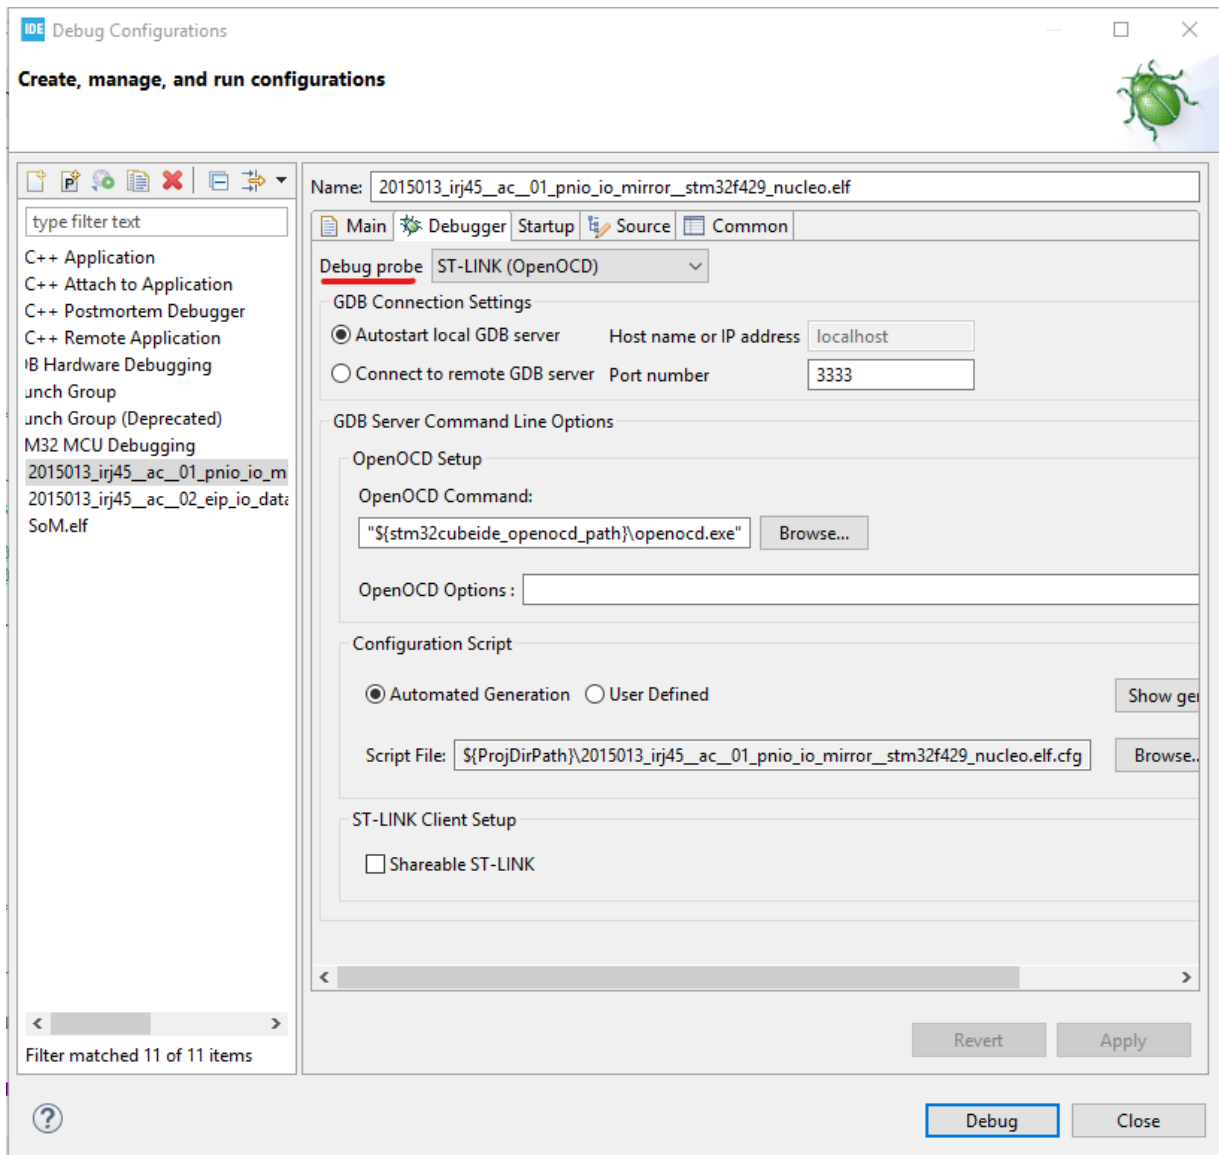 IDE Debug Configurations
Create, manage, and run configurations
Name: 2015013_irj45__ac__01_pnio_io_mirror__stm32f429_nucleo.elf
type filter text
C++ Application
C++ Attach to Application
C++ Postmortem Debugger
C++ Remote Application
B Hardware Debugging
unch Group
unch Group (Deprecated)
M32 MCU Debugging
2015013_irj45__ac__01_pnio_io_m
2015013_irj45__ac__02_eip_io_data
SoM.elf
Filter matched 11 of 11 items
Main Debugger Startup Source Common
Debug probe ST-LINK (OpenOCD)
GDB Connection Settings
Autostart local GDB server Host name or IP address localhost
Connect to remote GDB server Port number 3333
GDB Server Command Line Options
OpenOCD Setup
OpenOCD Command:
"${stm32cubeide_openocd_path}\openocd.exe" Browse...
OpenOCD Options :
Configuration Script
Automated Generation User Defined Show ger
Script File: ${ProjDirPath}\2015013_irj45__ac__01_pnio_io_mirror__stm32f429_nucleo.elf.cfg Browse..
ST-LINK Client Setup
Shareable ST-LINK
Revert Apply
? Debug Close